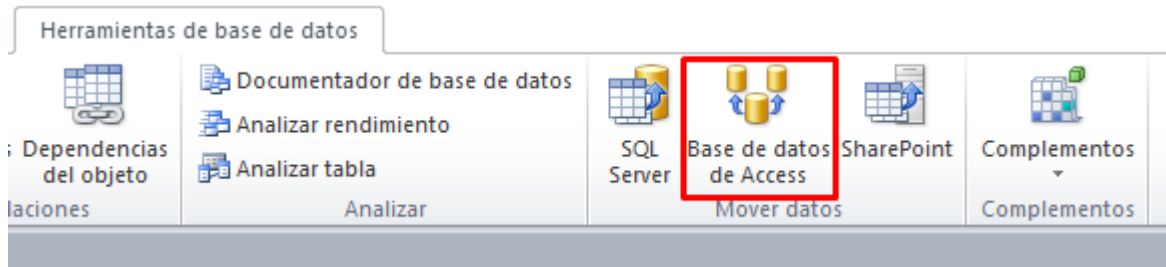 Herramientas de base de datos
Dependencias
del objeto
Documentador de base de datos
Analizar rendimiento
Analizar tabla
SQL
Server
Base de datos
de Access
SharePoint
Complementos
Analizar
Mover datos
Complementos